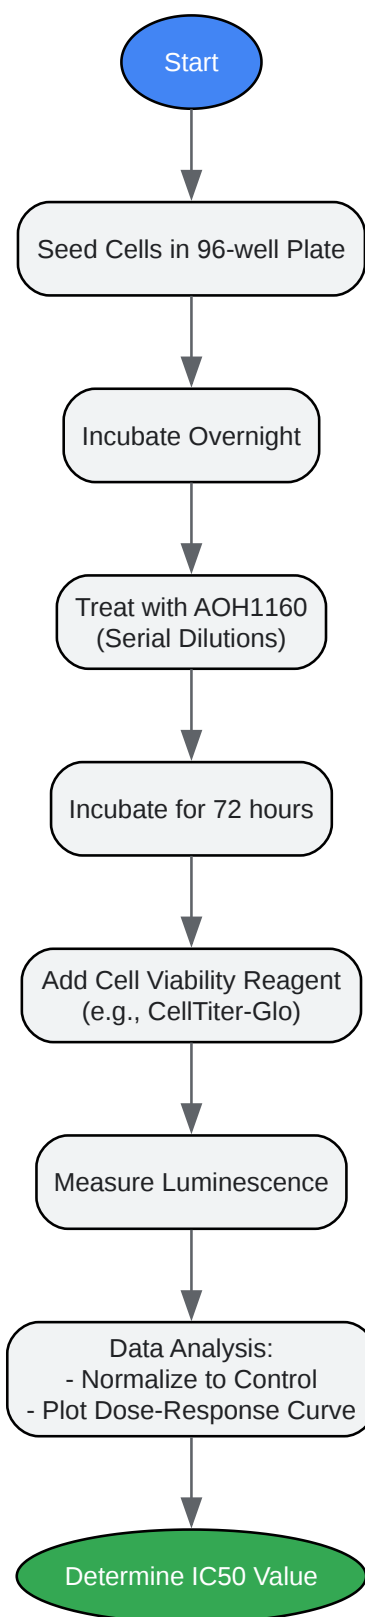 Start
Seed Cells in 96-well Plate
Incubate Overnight
Treat with AOH1160
(Serial Dilutions)
Incubate for 72 hours
Add Cell Viability Reagent
(e.g., CellTiter-Glo)
Measure Luminescence
Data Analysis:
- Normalize to Control
- Plot Dose-Response Curve
Determine IC50 Value